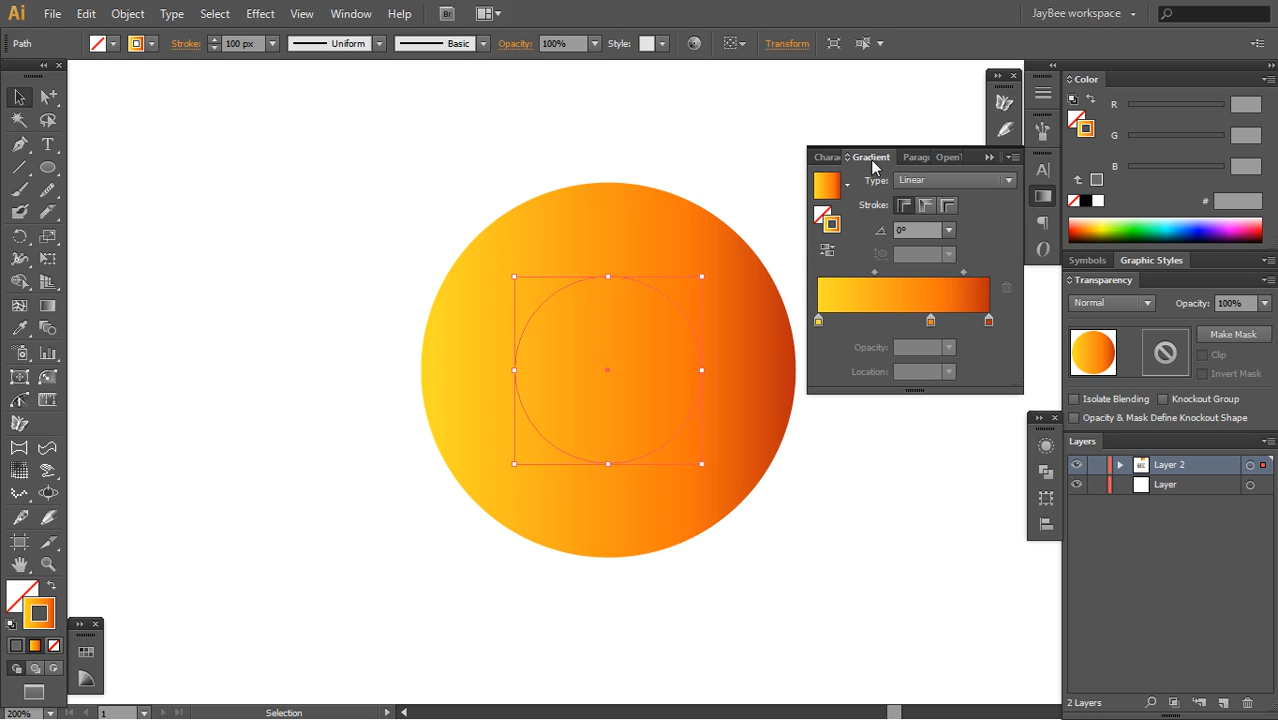 Ai File Edit Object Type Select Effect View Window Help Br JayBee workspace
Path Stroke: 100 px Uniform Basic Opacity: 100% Style: Transform
Color
R
G
B
#
Gradient OpenT
Type: Linear
Stroke:
0°
Opacity:
Location:
Symbols Graphic Styles
Transparency
Normal Opacity: 100%
Make Mask
Clip
Invert Mask
Isolate Blending Knockout Group
Opacity & Mask Define Knockout Shape
Layers
Layer 2
Layer
2 Layers
200% 1 Selection